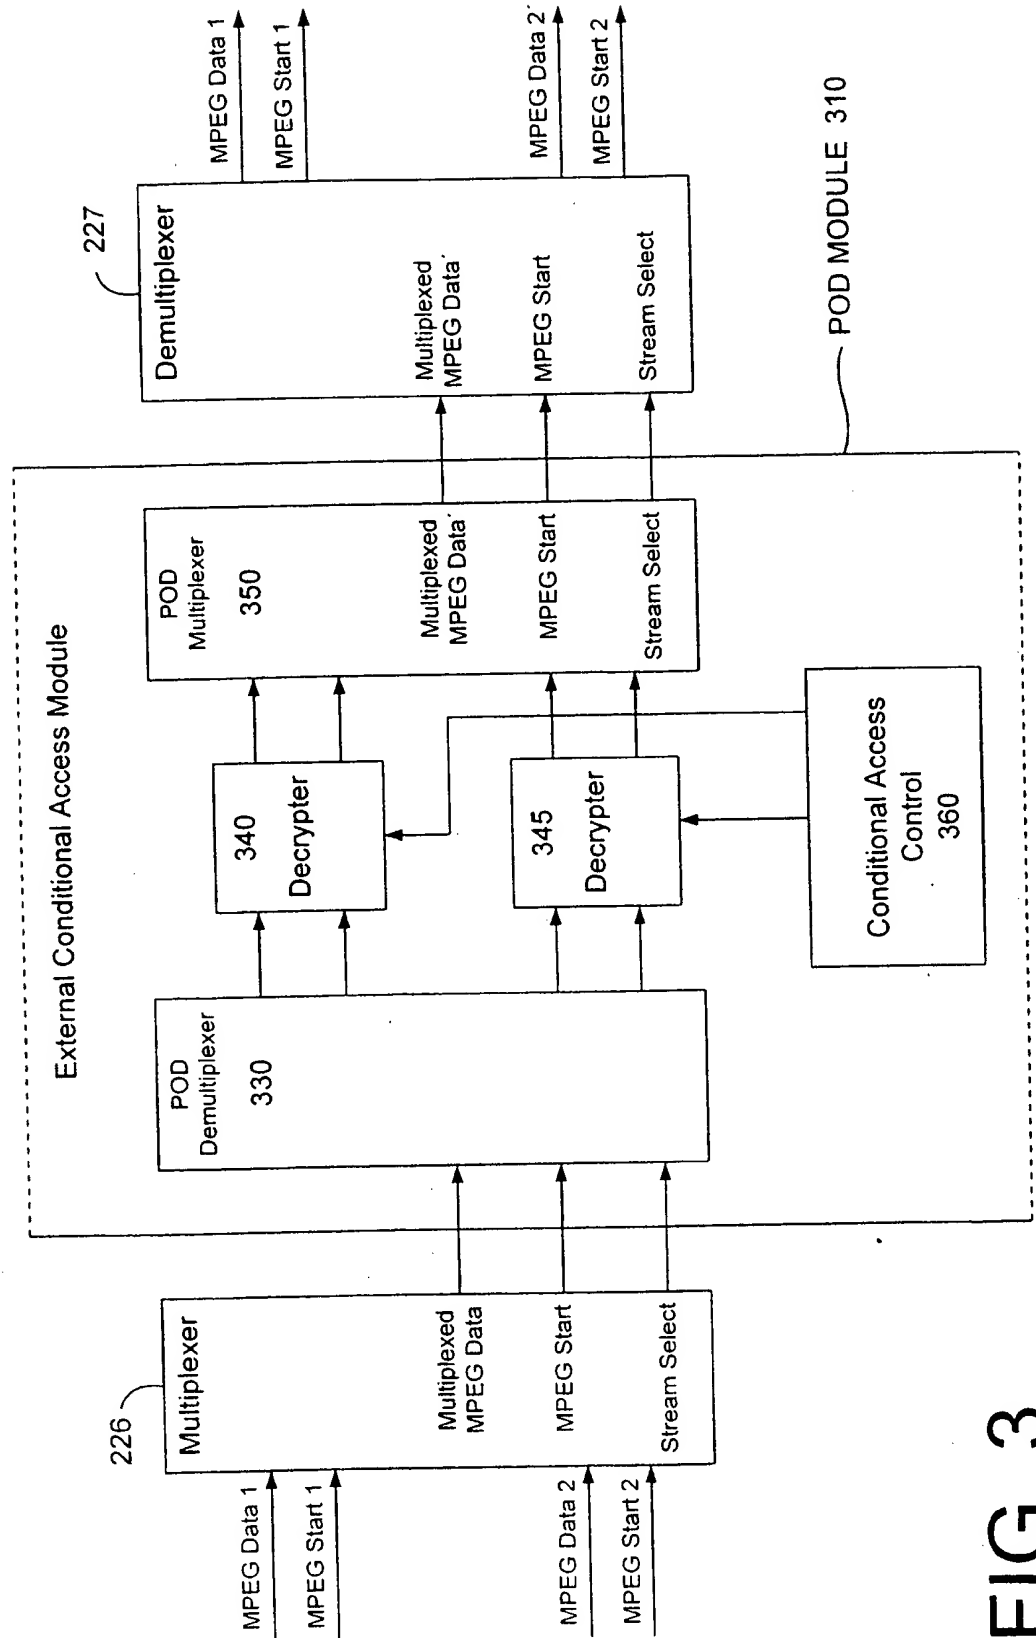 External Conditional Access Module
226
Multiplexer
MPEG Data 1
MPEG Start 1
MPEG Data 2
MPEG Start 2
Multiplexed
MPEG Data
MPEG Start
Stream Select
POD
Demultiplexer
330
340
Decrypter
345
Decrypter
Conditional Access
Control
360
POD
Multiplexer
350
Multiplexed
MPEG Data′
MPEG Start
Stream Select
POD MODULE 310
227
Demultiplexer
Multiplexed
MPEG Data′
MPEG Start
Stream Select
MPEG Data 1
MPEG Start 1
MPEG Data 2′
MPEG Start 2
FIG 3